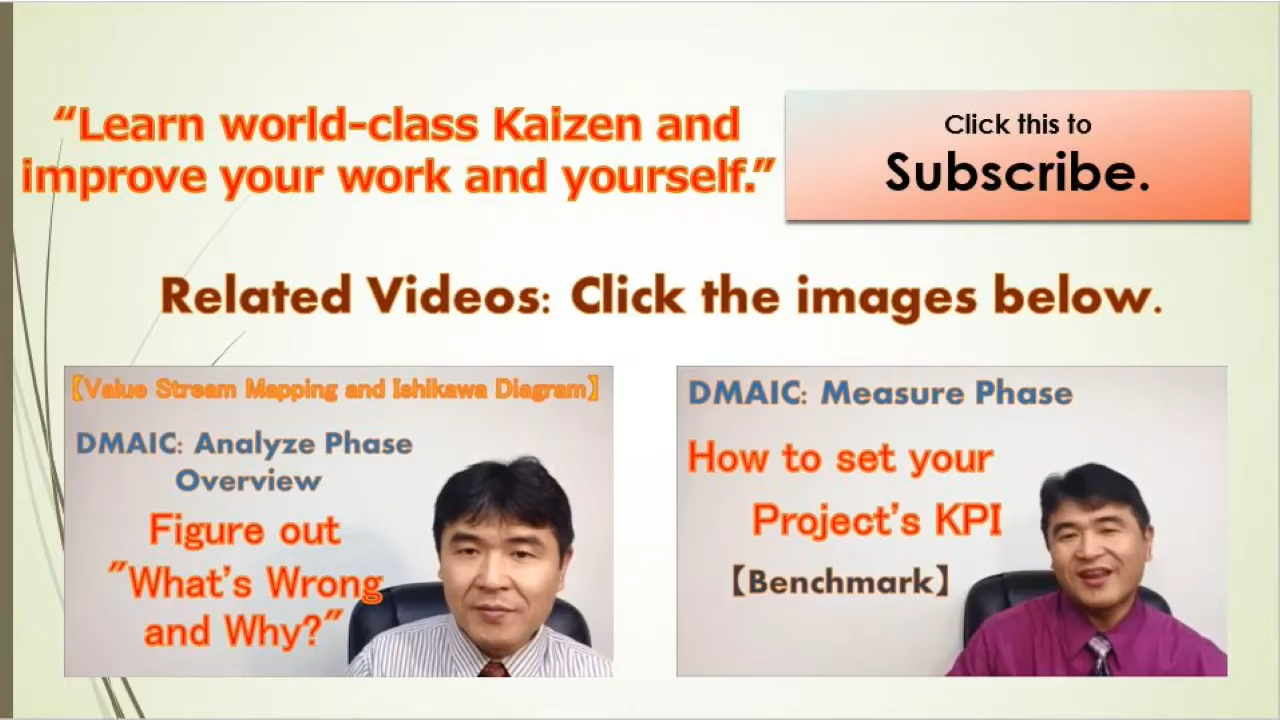 “Learn world-class Kaizen and
improve your work and yourself.”
Click this to
Subscribe.
Related Videos: Click the images below.
【Value Stream Mapping and Ishikawa Diagram】
DMAIC: Analyze Phase
Overview
Figure out
"What's Wrong
and Why?"
DMAIC: Measure Phase
How to set your
Project's KPI
【Benchmark】